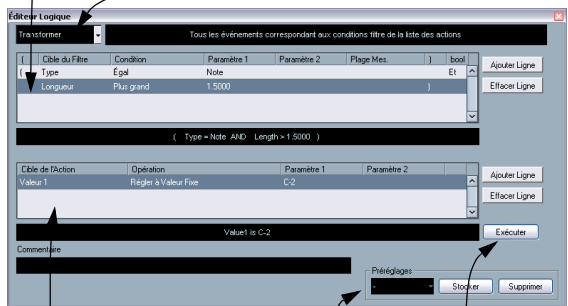 Éditeur Logique
Transformer
Tous les événements correspondant aux conditions filtre de la liste des actions
( Cible du Filtre Condition Paramètre 1 Paramètre 2 Plage Mes. ) bool
( Type Égal Note Et
Longueur Plus grand 1.5000 )
Ajouter Ligne
Effacer Ligne
( Type = Note AND Length > 1.5000 )
Cible de l'Action Opération Paramètre 1 Paramètre 2
Valeur 1 Régler à Valeur Fixe C-2
Ajouter Ligne
Effacer Ligne
Value1 is C-2
Exécuter
Commentaire
Préréglages
-
Stocker
Supprimer